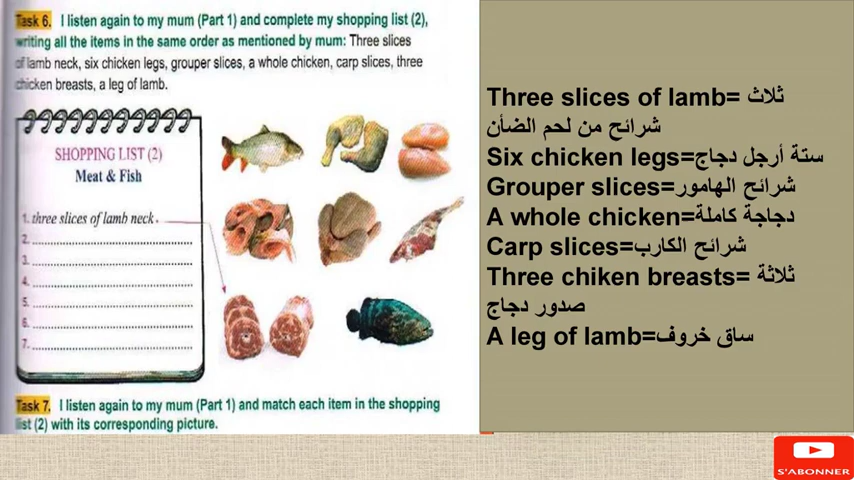 Task 6. I listen again to my mum (Part 1) and complete my shopping list (2),
writing all the items in the same order as mentioned by mum: Three slices
of lamb neck, six chicken legs, grouper slices, a whole chicken, carp slices, three
chicken breasts, a leg of lamb.
SHOPPING LIST (2)
Meat & Fish
1. three slices of lamb neck.
2.
3.
4.
5.
6.
7.
Task 7. I listen again to my mum (Part 1) and match each item in the shopping
list (2) with its corresponding picture.
Three slices of lamb= ثلاث
شرائح من لحم الضأن
Six chicken legs=ستة أرجل دجاج
Grouper slices=شرائح الهامور
A whole chicken=دجاجة كاملة
Carp slices=شرائح الكارب
Three chiken breasts= ثلاثة
صدور دجاج
A leg of lamb=ساق خروف
S'ABONNER